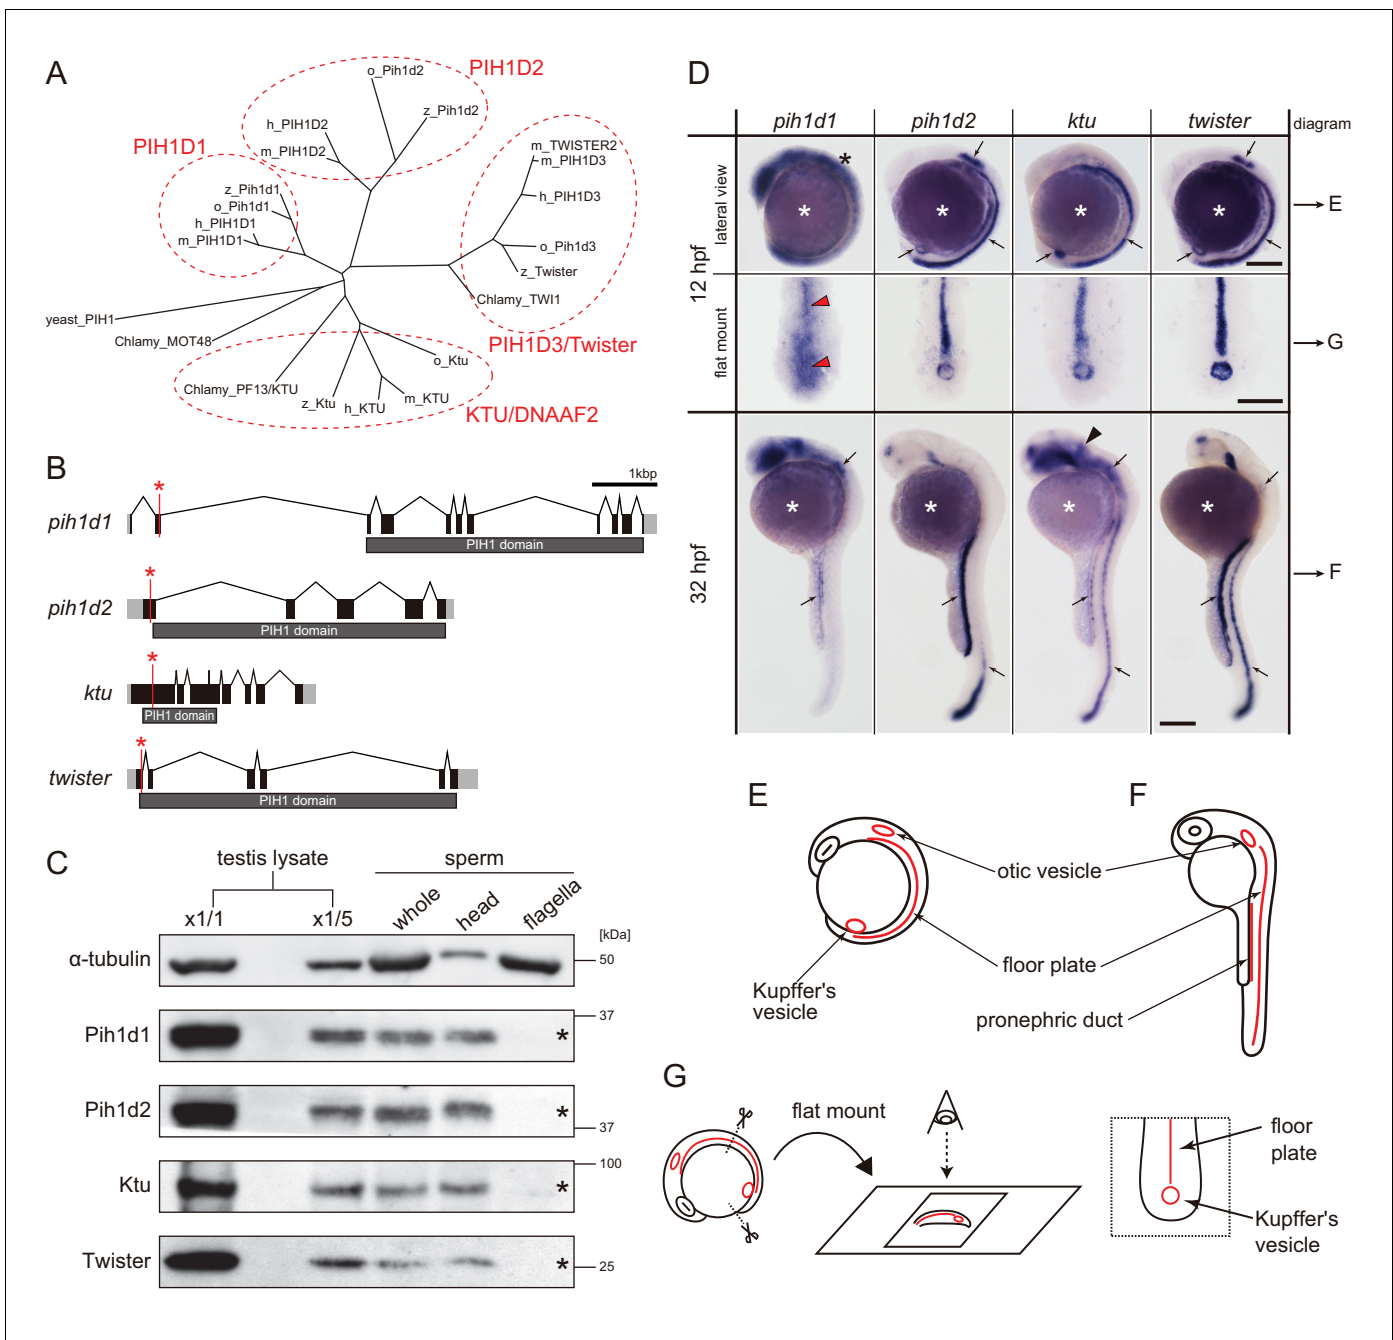 A
o_Pih1d2
PIH1D2
z_Pih1d2
h_PIH1D2
m_PIH1D2
PIH1D1
z_Pih1d1
o_Pih1d1
h_PIH1D1
m_PIH1D1
m_TWISTER2
m_PIH1D3
h_PIH1D3
o_Pih1d3
z_Twister
Chlamy_TWI1
yeast_PIH1
Chlamy_MOT48
PIH1D3/Twister
o_Ktu
Chlamy_PF13/KTU
z_Ktu
h_KTU
m_KTU
KTU/DNAAF2
B
1kbp
*
pih1d1
PIH1 domain
*
pih1d2
PIH1 domain
*
ktu
PIH1 domain
*
twister
PIH1 domain
C
testis lysate
sperm
x1/1
x1/5
whole
head
flagella
[kDa]
α-tubulin
50
Pih1d1
37
*
Pih1d2
37
*
Ktu
100
*
Twister
25
*
D
pih1d1
pih1d2
ktu
twister
diagram
12 hpf
lateral view
*
*
*
*
*
E
flat mount
G
32 hpf
*
*
*
*
F
E
F
otic vesicle
floor plate
Kupffer's
vesicle
pronephric duct
G
flat mount
floor
plate
Kupffer's
vesicle